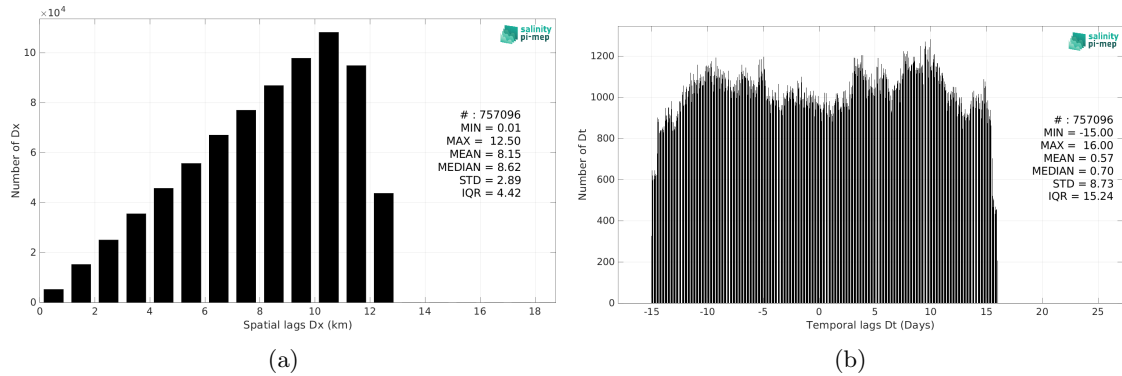 ×10⁴
salinity
pi-mep
10
8
6
4
2
0
Number of Dx
# : 757096
MIN = 0.01
MAX = 12.50
MEAN = 8.15
MEDIAN = 8.62
STD = 2.89
IQR = 4.42
0 2 4 6 8 10 12 14 16 18
Spatial lags Dx (km)
(a)
salinity
pi-mep
1200
1000
800
600
400
200
0
Number of Dt
# : 757096
MIN = -15.00
MAX = 16.00
MEAN = 0.57
MEDIAN = 0.70
STD = 8.73
IQR = 15.24
-15 -10 -5 0 5 10 15 20 25
Temporal lags Dt (Days)
(b)